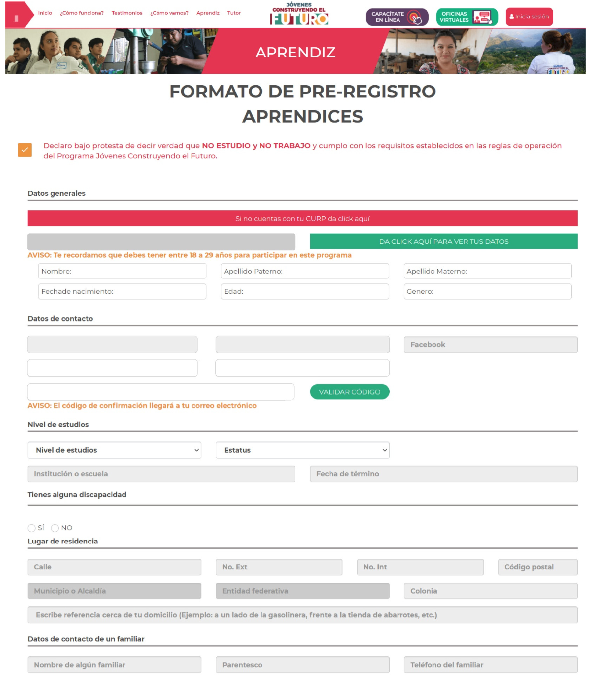 Inicio ¿Cómo funciona? Testimonios ¿Cómo vamos? Aprendiz Tutor
JÓVENES
CONSTRUYENDO EL
FUTURO
CAPACÍTATE
EN LÍNEA
OFICINAS
VIRTUALES
Inicia sesión
APRENDIZ
FORMATO DE PRE-REGISTRO
APRENDICES
Declaro bajo protesta de decir verdad que NO ESTUDIO y NO TRABAJO y cumplo con los requisitos establecidos en las reglas de operación
del Programa Jóvenes Construyendo el Futuro.
Datos generales
Si no cuentas con tu CURP da click aquí
DA CLICK AQUÍ PARA VER TUS DATOS
AVISO: Te recordamos que debes tener entre 18 a 29 años para participar en este programa
Nombre: Apellido Paterno: Apellido Materno:
Fechade nacimiento: Edad: Genero:
Datos de contacto
Facebook
VALIDAR CÓDIGO
AVISO: El código de confirmación llegará a tu correo electrónico
Nivel de estudios
Nivel de estudios Estatus
Institución o escuela Fecha de término
Tienes alguna discapacidad
SÍ NO
Lugar de residencia
Calle No. Ext No. Int Código postal
Municipio o Alcaldía Entidad federativa Colonia
Escribe referencia cerca de tu domicilio (Ejemplo: a un lado de la gasolinera, frente a la tienda de abarrotes, etc.)
Datos de contacto de un familiar
Nombre de algún familiar Parentesco Teléfono del familiar